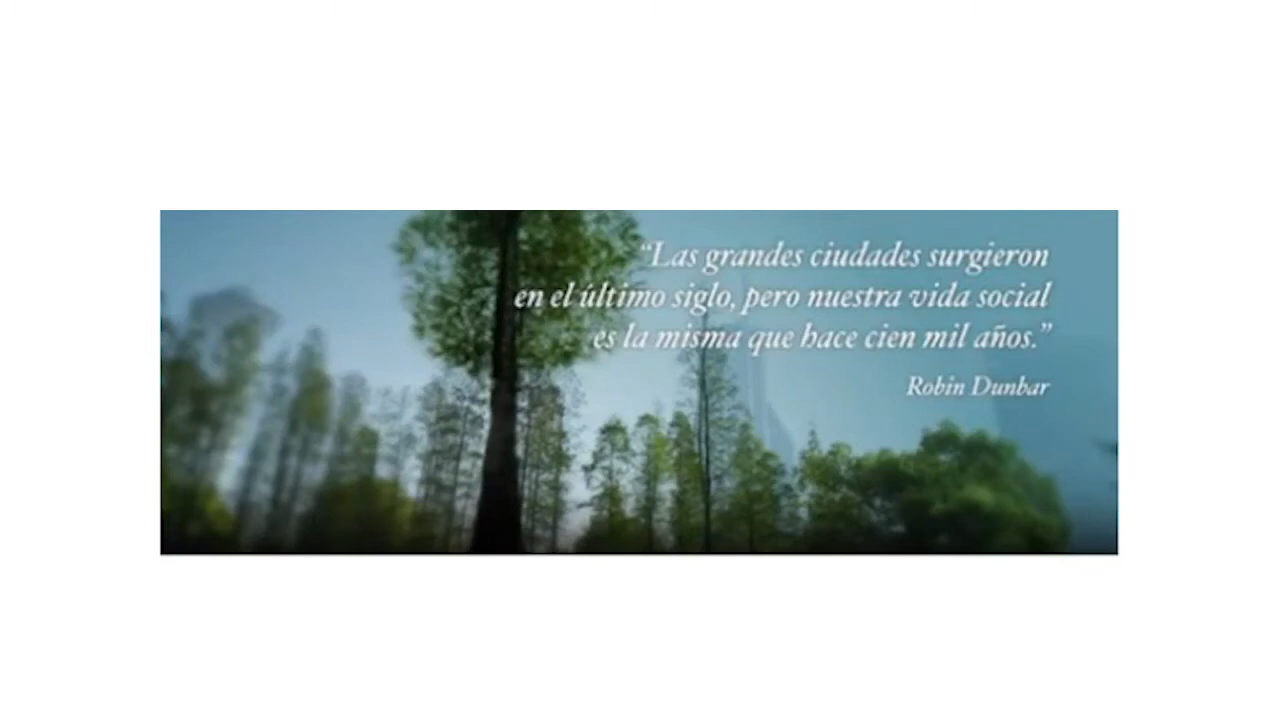 “Las grandes ciudades surgieron
en el último siglo, pero nuestra vida social
es la misma que hace cien mil años.”
Robin Dunbar